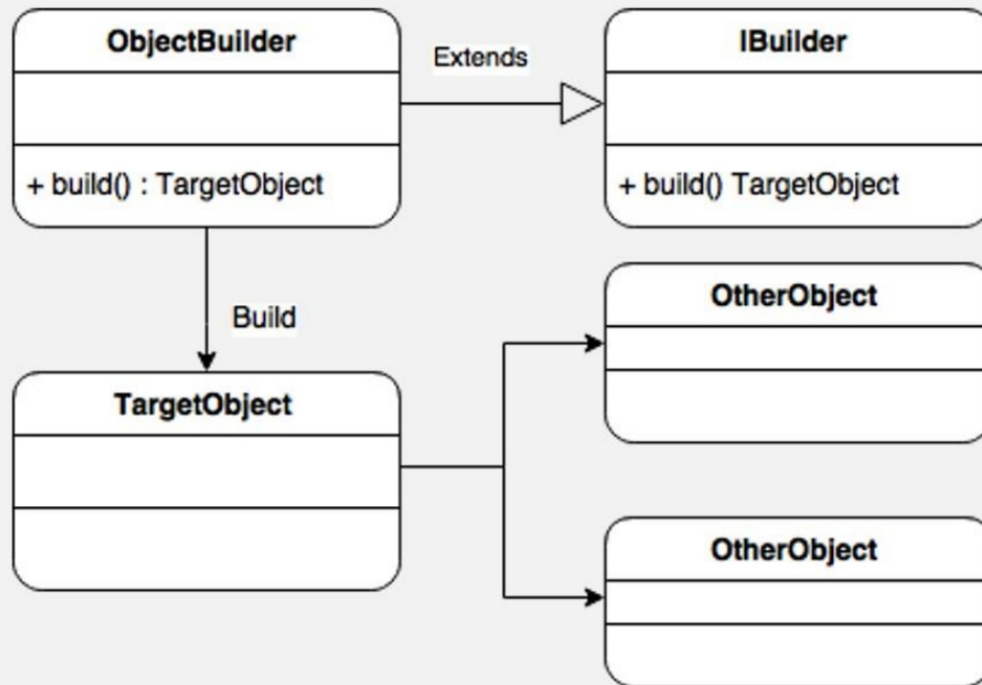 ObjectBuilder
+ build() : TargetObject
Extends
IBuilder
+ build() TargetObject
Build
TargetObject
OtherObject
OtherObject